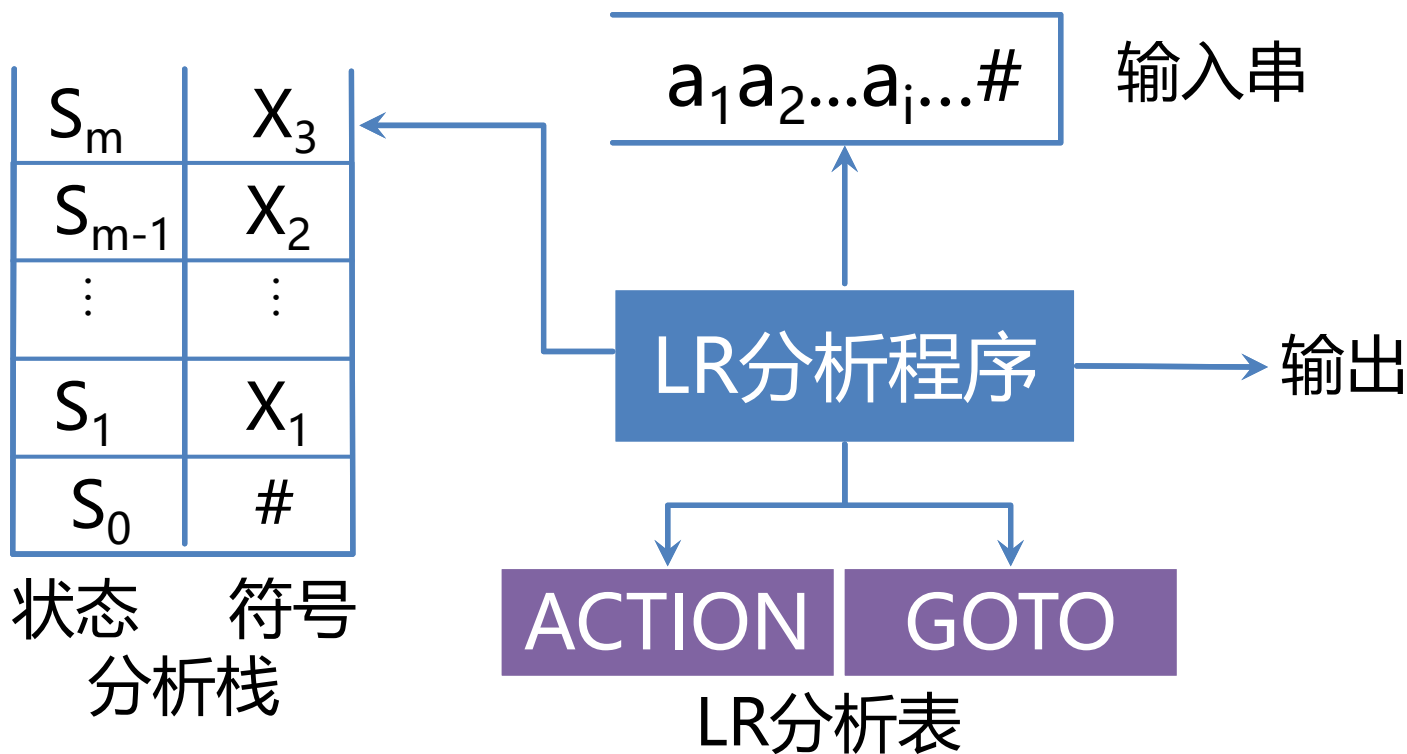 a₁a₂...aᵢ...# 输入串
Sₘ X₃
Sₘ₋₁ X₂
⋮ ⋮
S₁ X₁
S₀ #
状态 符号
分析栈
LR分析程序
输出
ACTION GOTO
LR分析表